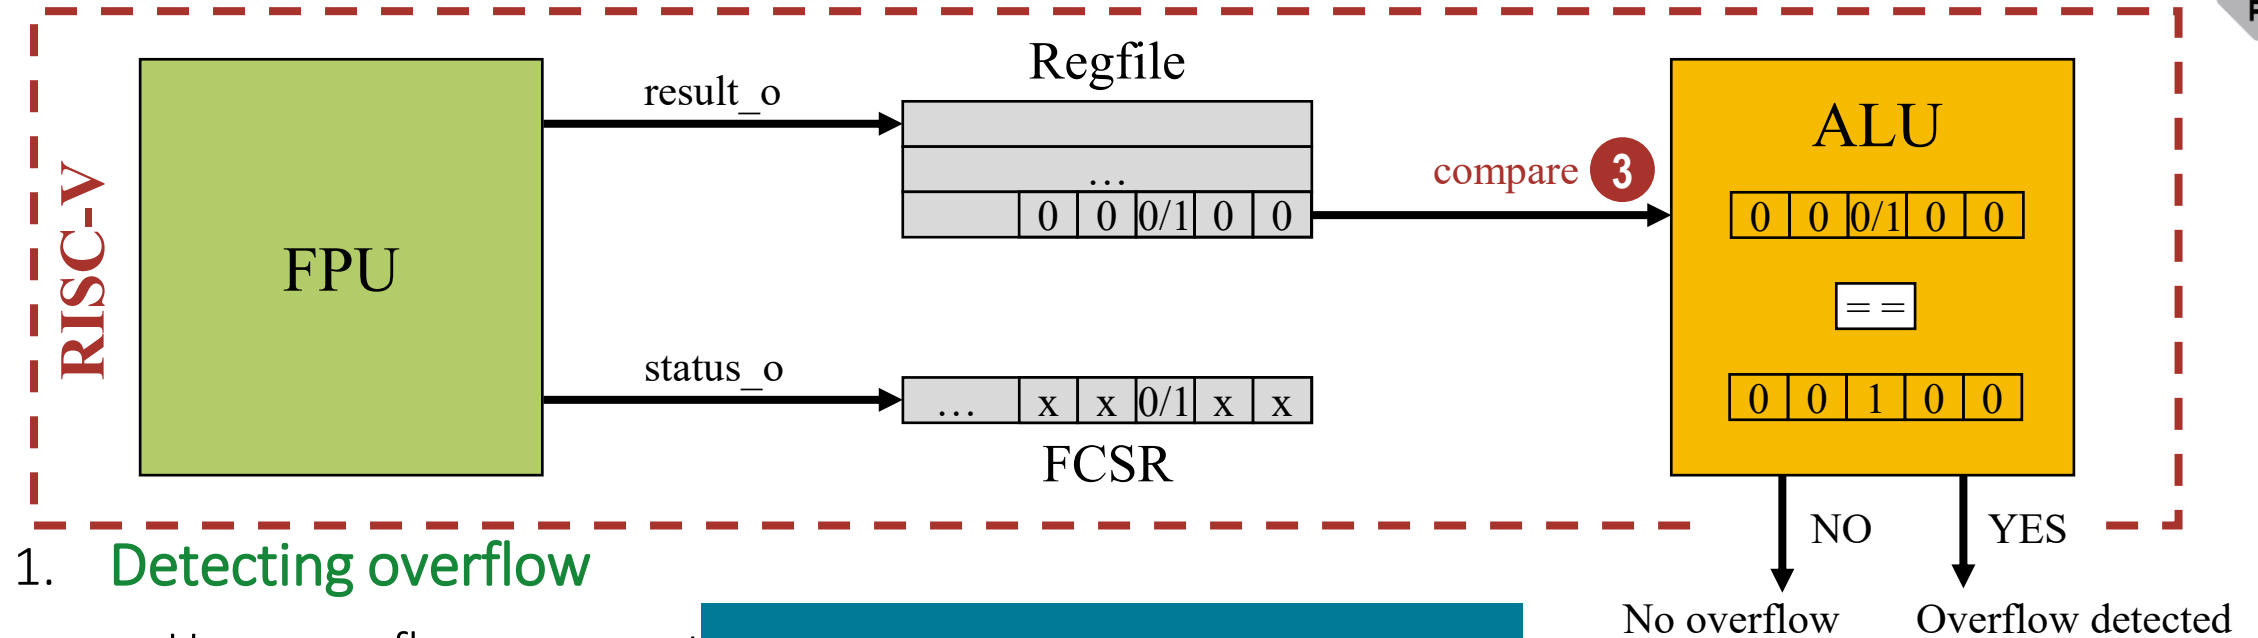 RISC-V
FPU
result_o
status_o
Regfile
...
0 0 0/1 0 0
... x x 0/1 x x
FCSR
compare 3
ALU
0 0 0/1 0 0
= =
0 0 1 0 0
NO
YES
No overflow
Overflow detected
1. Detecting overflow